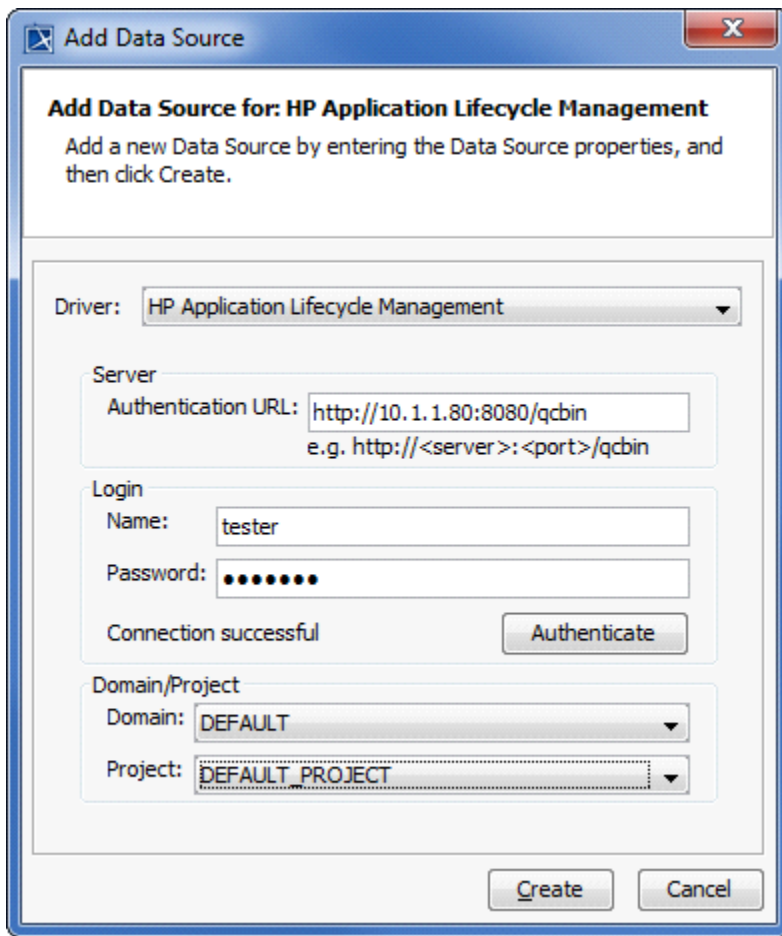 Add Data Source
Add Data Source for: HP Application Lifecycle Management
Add a new Data Source by entering the Data Source properties, and
then click Create.
Driver: HP Application Lifecycle Management
Server
Authentication URL: http://10.1.1.80:8080/qcbin
e.g. http://<server>:<port>/qcbin
Login
Name: tester
Password: •••••••
Connection successful Authenticate
Domain/Project
Domain: DEFAULT
Project: DEFAULT_PROJECT
Create Cancel